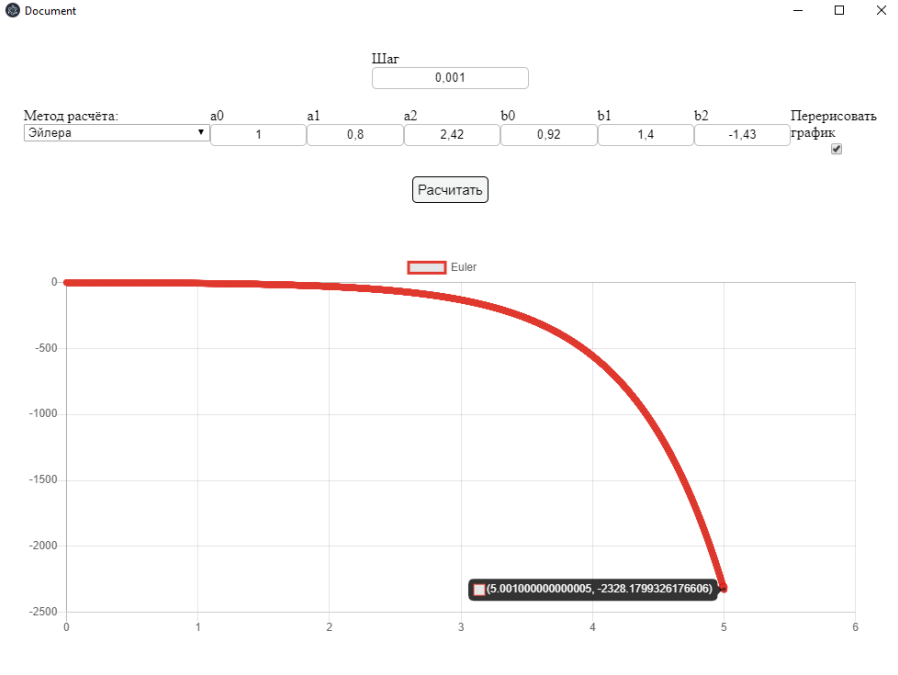 Document
Шаг
0,001
Метод расчёта: a0 a1 a2 b0 b1 b2 Перерисовать
Эйлера 1 0,8 2,42 0,92 1,4 -1,43 график
Расчитать
Euler
0
-500
-1000
-1500
-2000
(5.001000000000005, -2328.1799326176606)
-2500
0 1 2 3 4 5 6